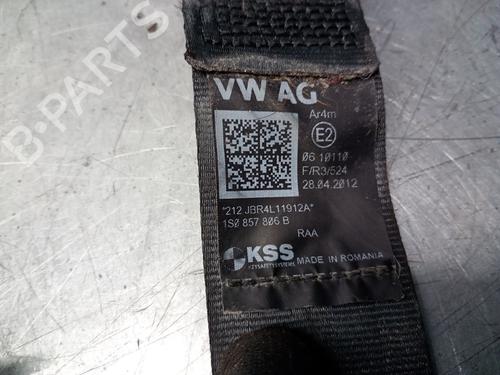 VW AG
Ar4m
E2
06 10110
F/R3/524
28.04.2012
*212 JBR4L11912A*
1S0 857 806 B
RAA
KSS
KEYSAFETYSYSTEMS
MADE IN ROMANIA
B-PARTS